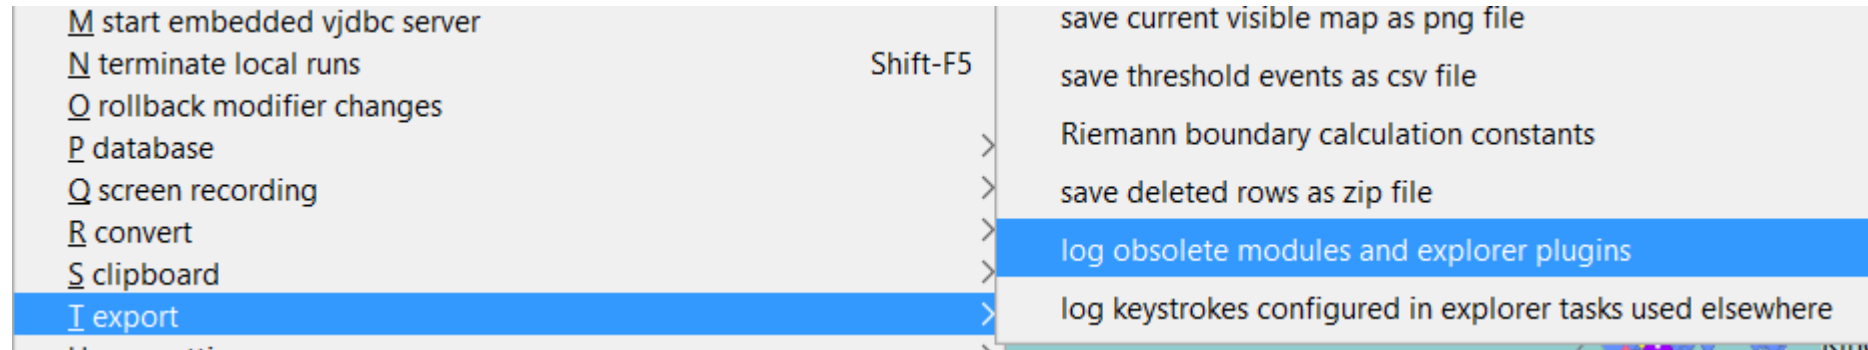 M start embedded vjdbc server
N terminate local runs Shift-F5
O rollback modifier changes
P database
Q screen recording
R convert
S clipboard
T export
save current visible map as png file
save threshold events as csv file
Riemann boundary calculation constants
save deleted rows as zip file
log obsolete modules and explorer plugins
log keystrokes configured in explorer tasks used elsewhere